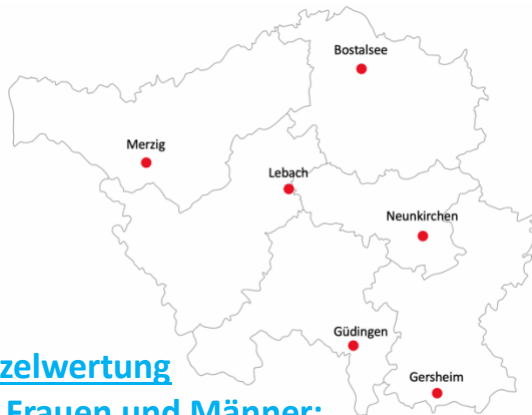 Bostalsee
Merzig
Lebach
Neunkirchen
Güdingen
zelwertung
Gersheim
Frauen und Männer: